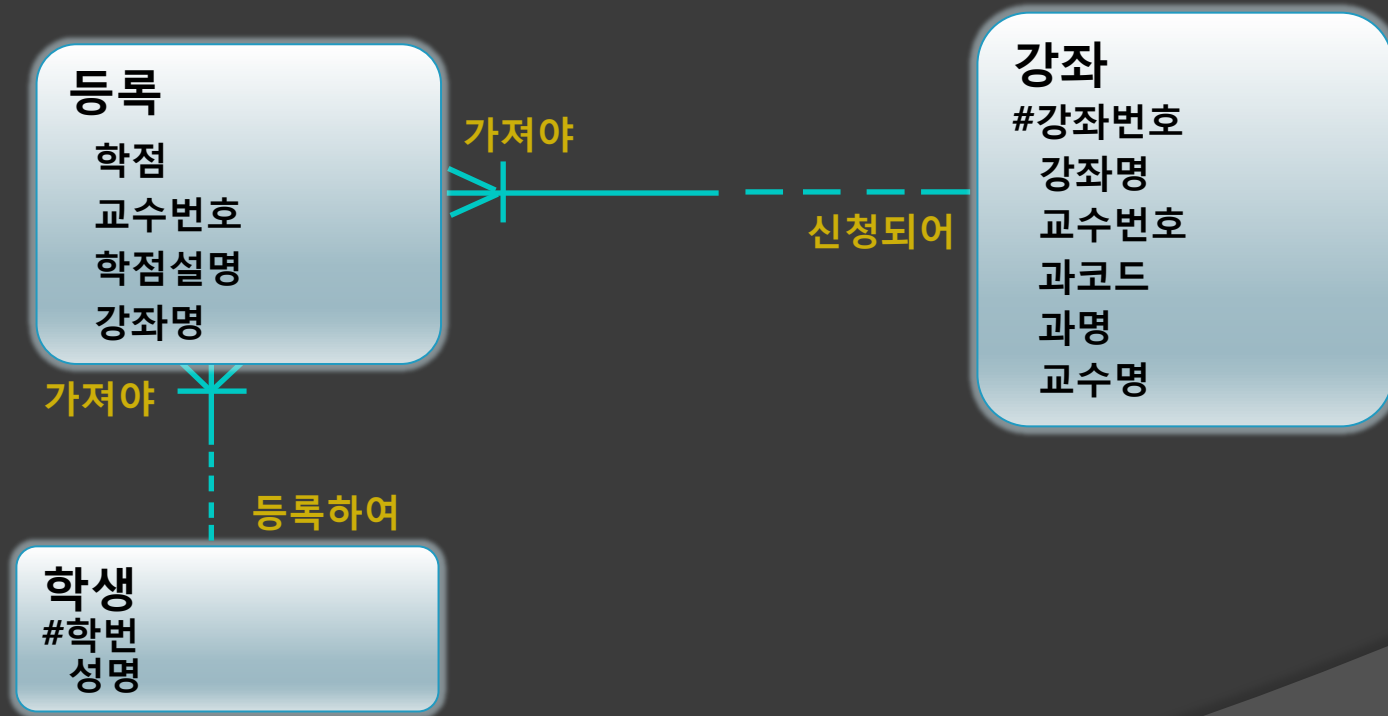 등록
학점
교수번호
학점설명
강좌명
가져야
신청되어
강좌
#강좌번호
강좌명
교수번호
과코드
과명
교수명
가져야
등록하여
학생
#학번
성명